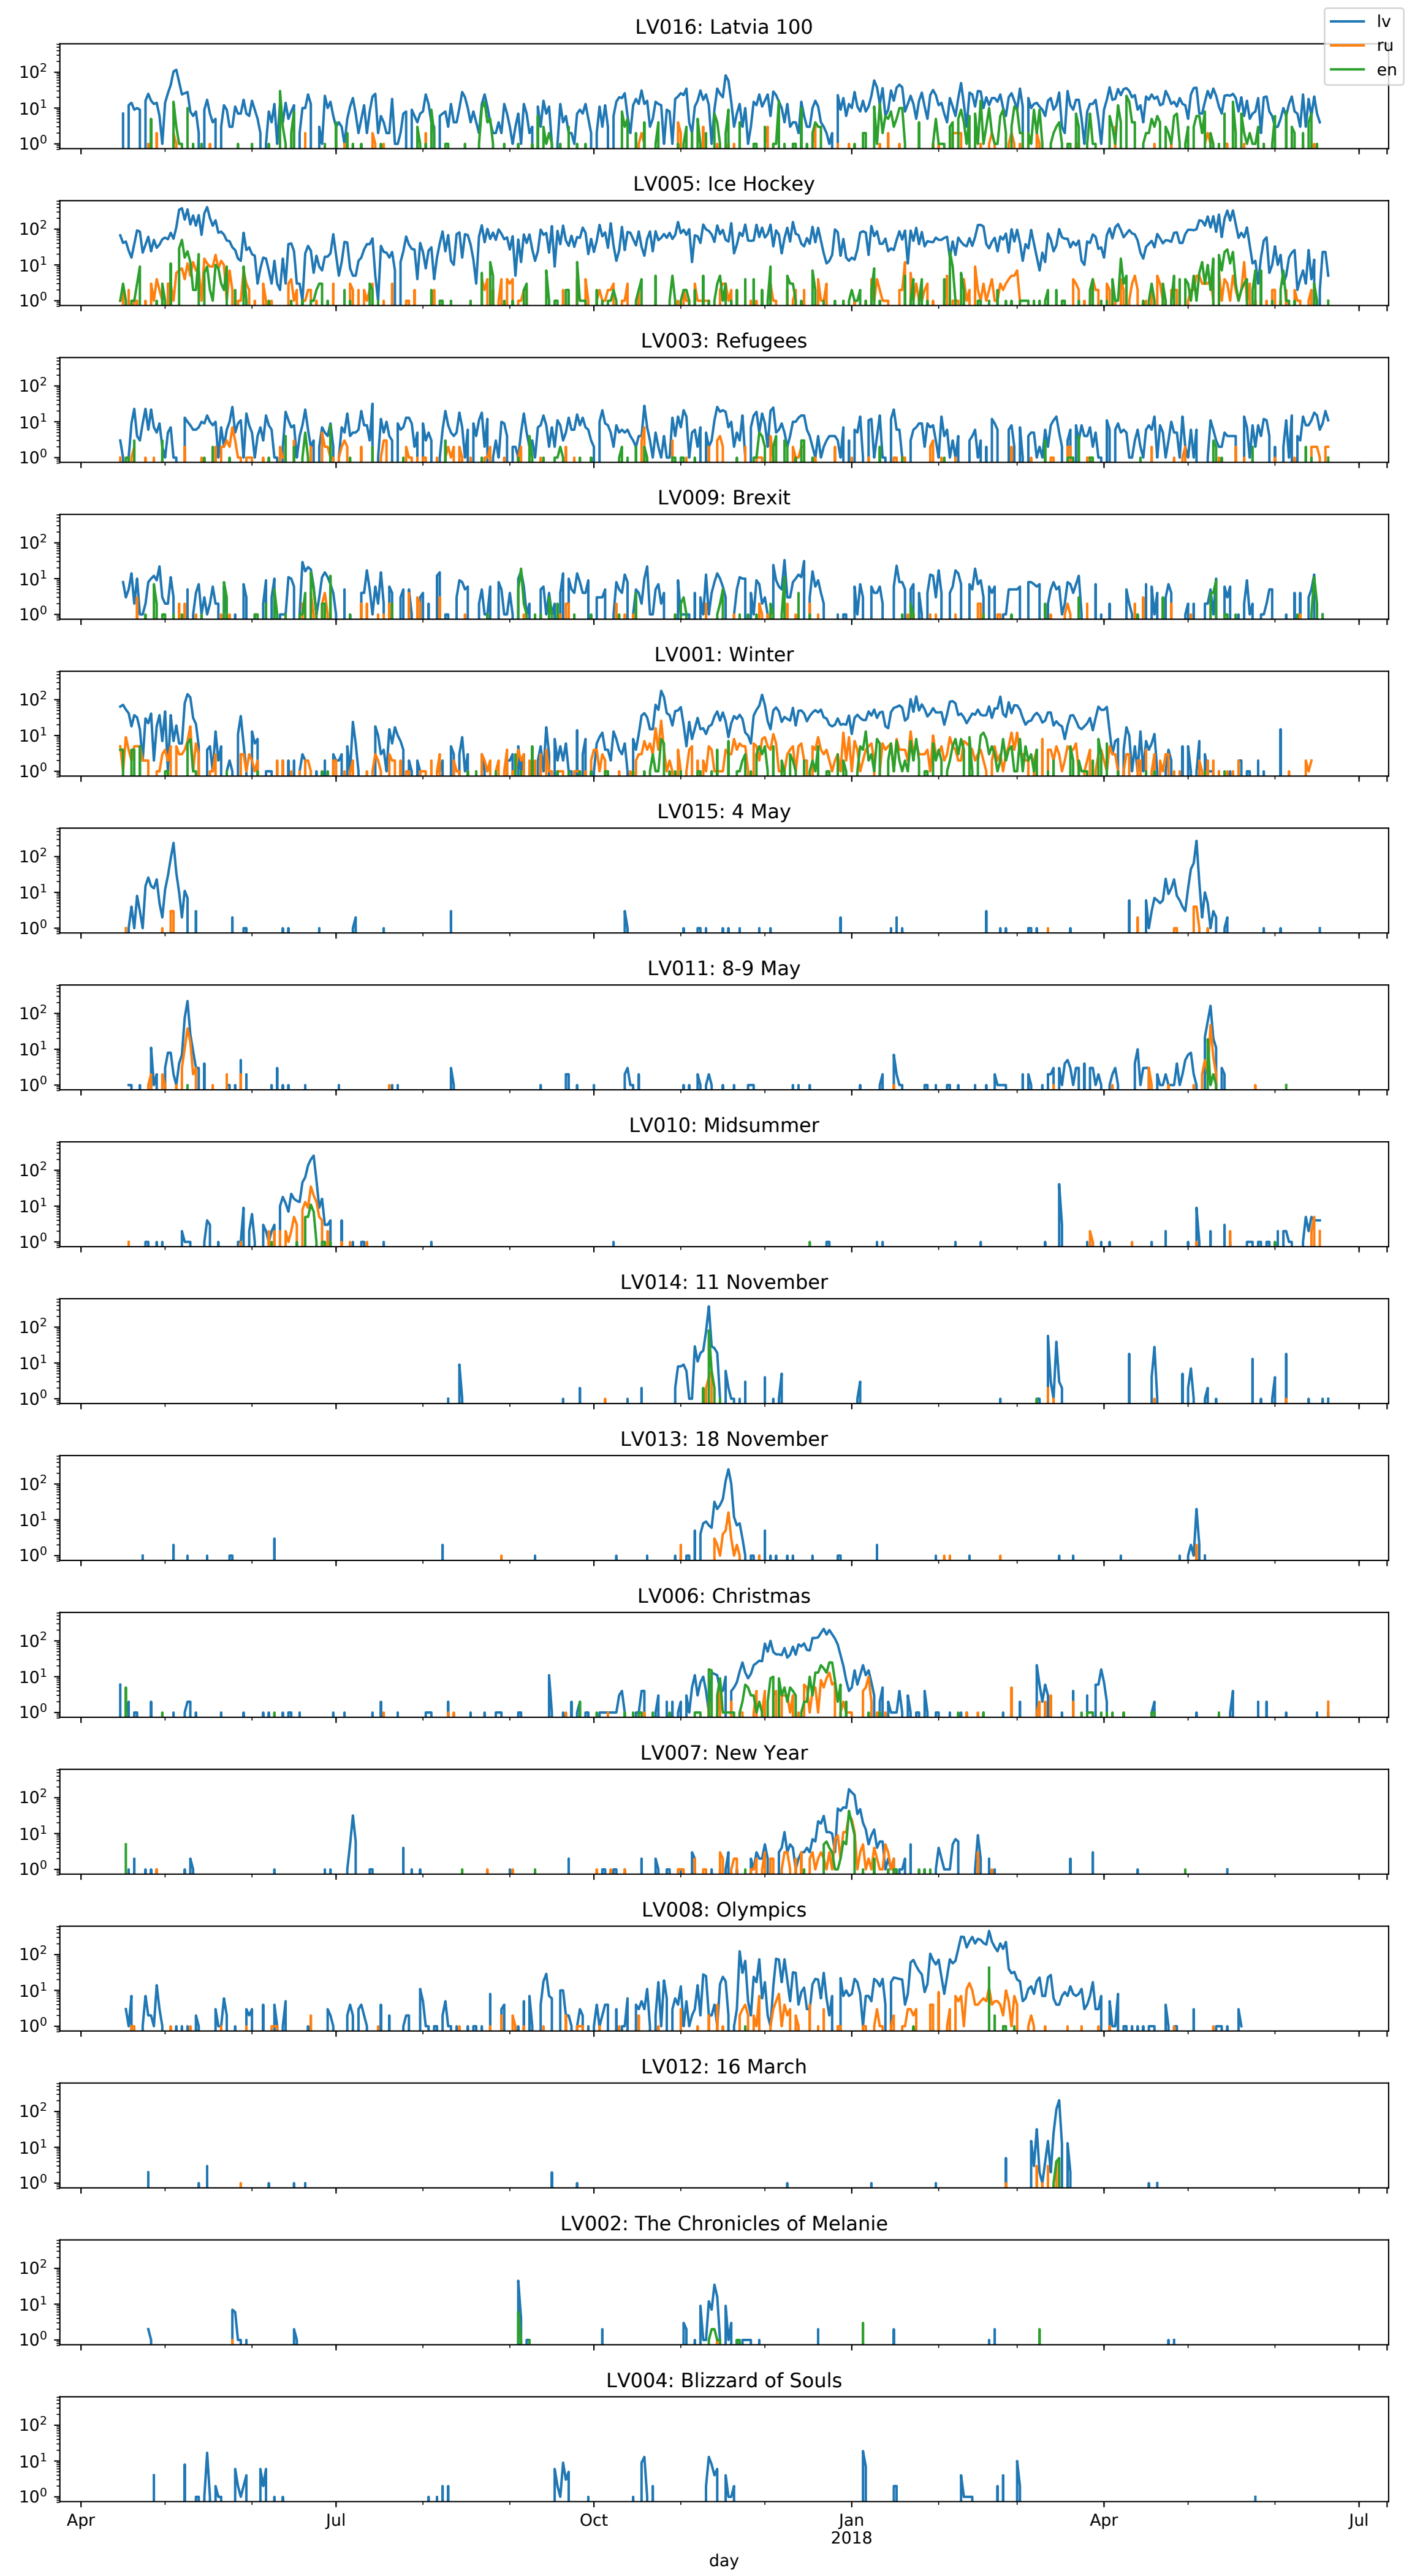 LV016: Latvia 100
lv
ru
en
10²
10¹
10⁰
LV005: Ice Hockey
10²
10¹
10⁰
LV003: Refugees
10²
10¹
10⁰
LV009: Brexit
10²
10¹
10⁰
LV001: Winter
10²
10¹
10⁰
LV015: 4 May
10²
10¹
10⁰
LV011: 8-9 May
10²
10¹
10⁰
LV010: Midsummer
10²
10¹
10⁰
LV014: 11 November
10²
10¹
10⁰
LV013: 18 November
10²
10¹
10⁰
LV006: Christmas
10²
10¹
10⁰
LV007: New Year
10²
10¹
10⁰
LV008: Olympics
10²
10¹
10⁰
LV012: 16 March
10²
10¹
10⁰
LV002: The Chronicles of Melanie
10²
10¹
10⁰
LV004: Blizzard of Souls
10²
10¹
10⁰
Apr Jul Oct Jan Apr Jul
2018
day